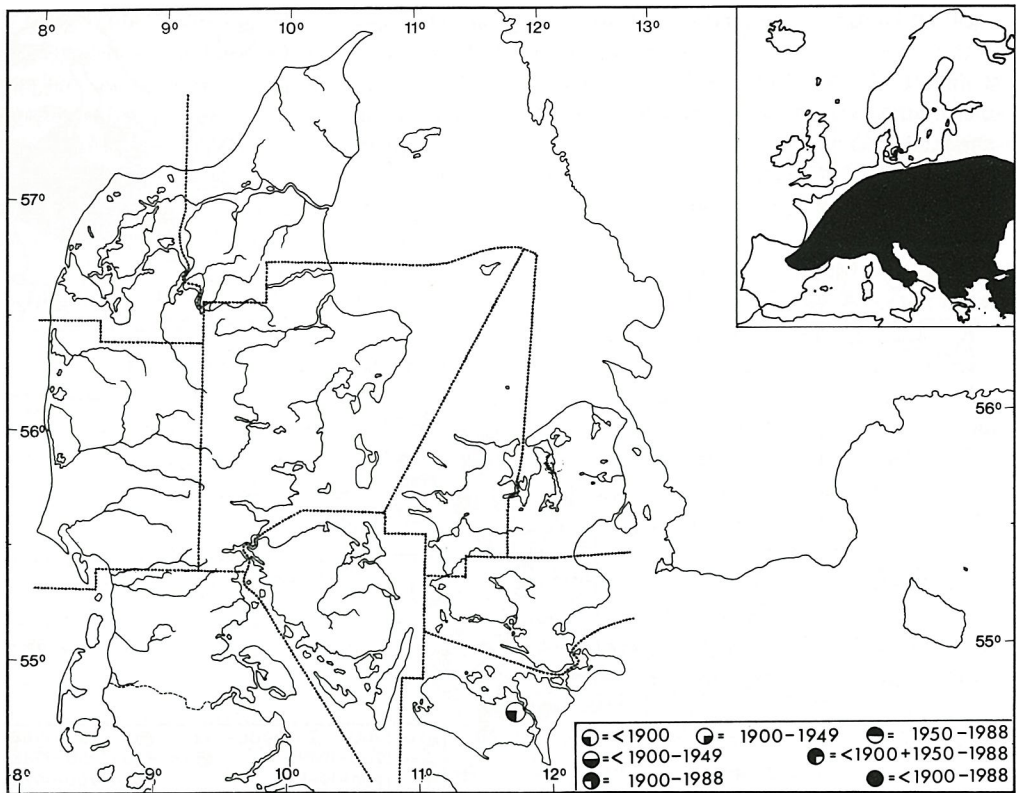 8° 9° 10° 11° 12° 13°
57°
56° 56°
55° 55°
8° 9° 10° 11° 12°
=<1900 = 1900-1949 = 1950-1988
=<1900-1949 =<1900+1950-1988
= 1900-1988 =<1900-1988